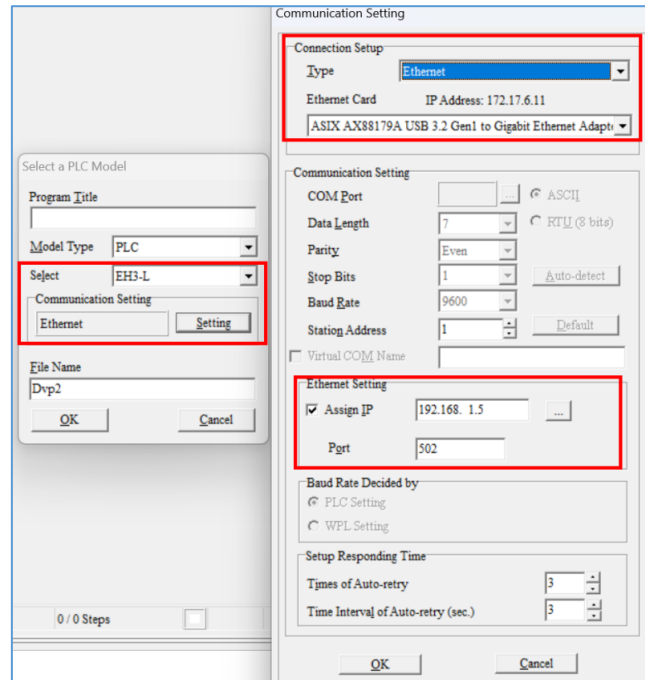 Select a PLC Model
Program Title
Model Type PLC
Select EH3-L
Communication Setting
Ethernet Setting
File Name
Dvp2
OK Cancel
0 / 0 Steps
Communication Setting
Connection Setup
Type Ethernet
Ethernet Card IP Address: 172.17.6.11
ASIX AX88179A USB 3.2 Gen1 to Gigabit Ethernet Adapt
Communication Setting
COM Port ... ASCII
Data Length 7 RTU (8 bits)
Parity Even
Stop Bits 1 Auto-detect
Baud Rate 9600
Station Address 1 Default
Virtual COM Name
Ethernet Setting
Assign IP 192.168. 1.5 ...
Port 502
Baud Rate Decided by
PLC Setting
WPL Setting
Setup Responding Time
Times of Auto-retry 3
Time Interval of Auto-retry (sec.) 3
OK Cancel